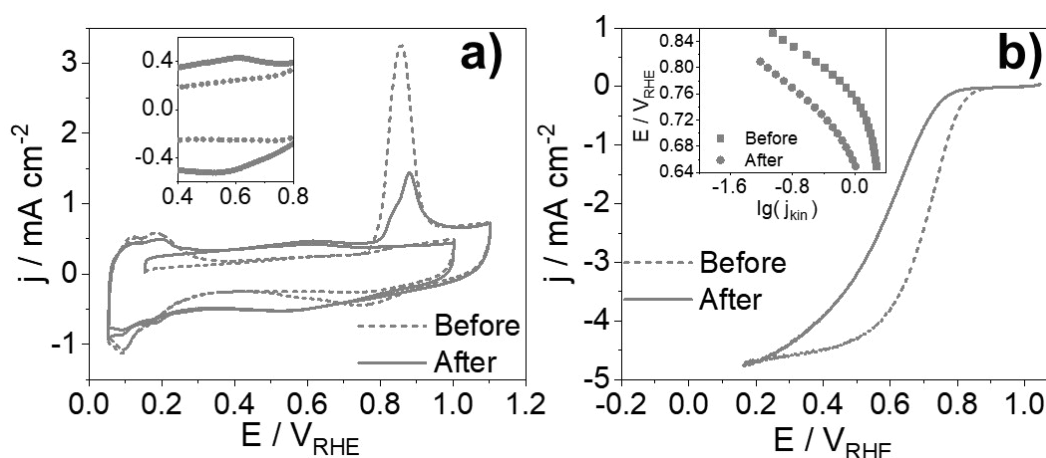 a)
j / mA cm-2
3
2
1
0
-1
0.4
0.0
-0.4
0.4 0.6 0.8
Before
After
0.0 0.2 0.4 0.6 0.8 1.0 1.2
E / VRHE
b)
j / mA cm-2
1
0
-1
-2
-3
-4
-5
E / VRHE
0.84
0.80
0.76
0.72
0.68
0.64
Before
After
-1.6 -0.8 0.0
lg( jkin )
Before
After
-0.2 0.0 0.2 0.4 0.6 0.8 1.0
E / VRHE